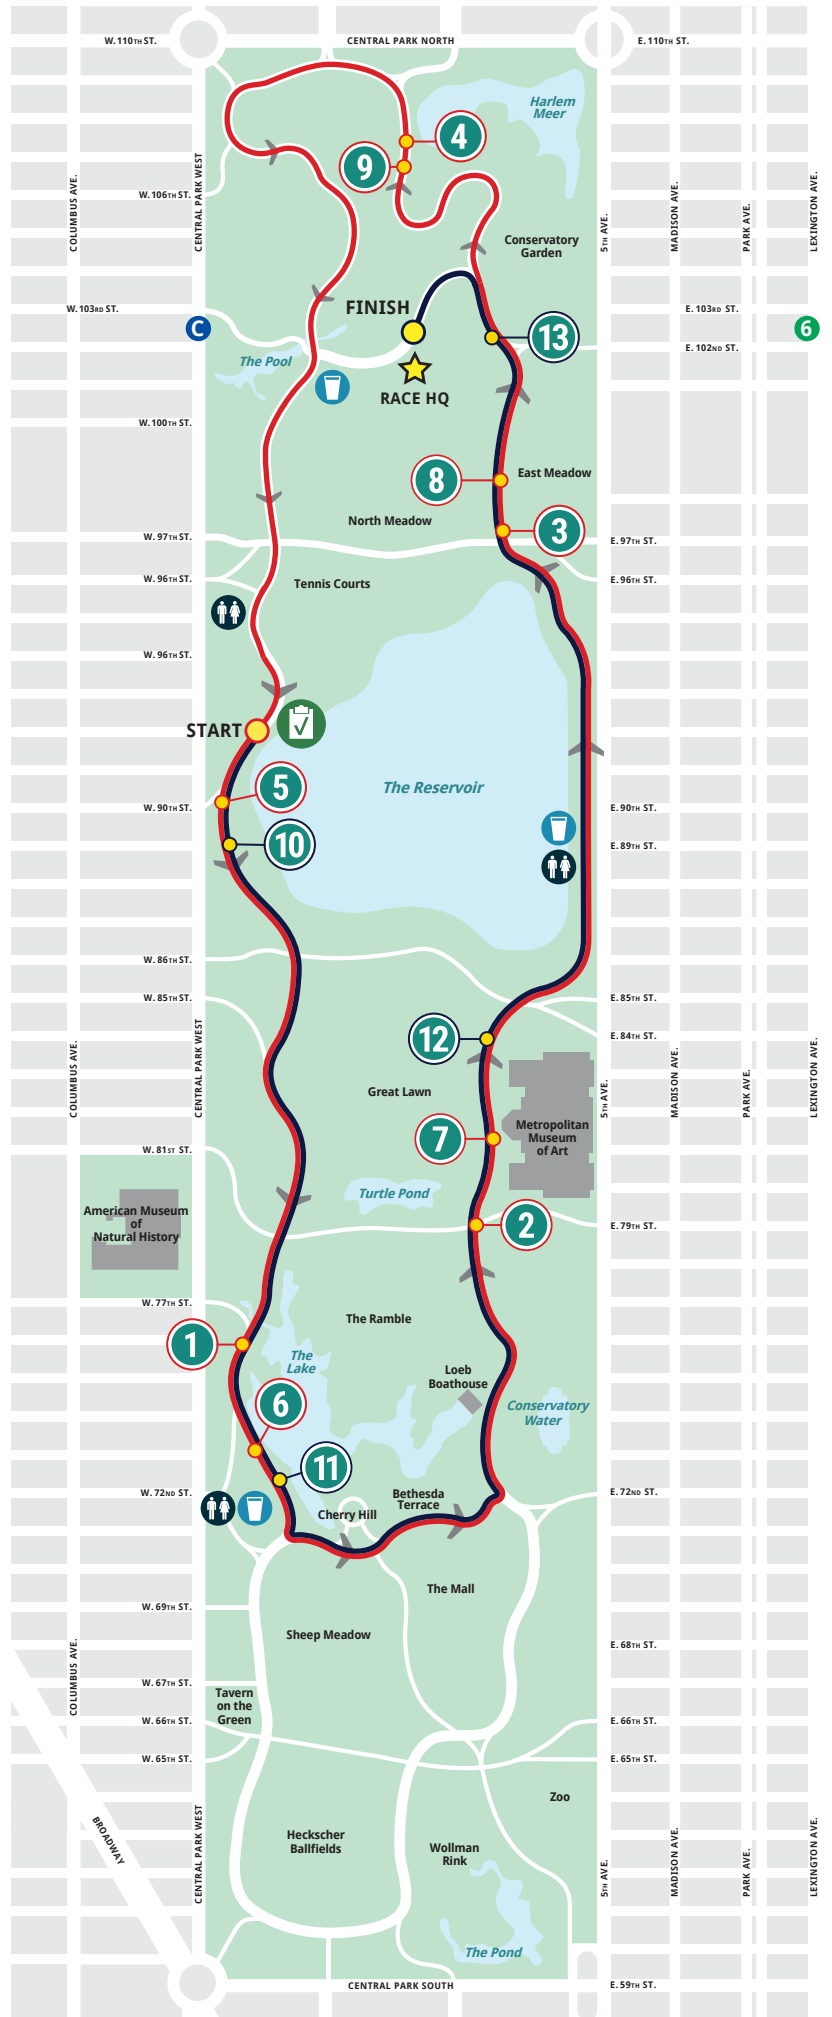 W. 110TH ST.
CENTRAL PARK NORTH
E. 110TH ST.
Harlem
Meer
4
9
COLUMBUS AVE.
CENTRAL PARK WEST
W. 106TH ST.
5TH AVE.
MADISON AVE.
PARK AVE.
LEXINGTON AVE.
Conservatory
Garden
W. 103RD ST.
FINISH
E. 103RD ST.
C
13
6
E. 102ND ST.
The Pool
RACE HQ
W. 100TH ST.
8
East Meadow
North Meadow
3
W. 97TH ST.
E. 97TH ST.
W. 96TH ST.
Tennis Courts
E. 96TH ST.
W. 96TH ST.
START
5
The Reservoir
W. 90TH ST.
E. 90TH ST.
10
E. 89TH ST.
W. 86TH ST.
W. 85TH ST.
E. 85TH ST.
12
E. 84TH ST.
COLUMBUS AVE.
CENTRAL PARK WEST
Great Lawn
5TH AVE.
MADISON AVE.
PARK AVE.
LEXINGTON AVE.
7
Metropolitan
Museum
of Art
W. 81ST ST.
Turtle Pond
American Museum
of
Natural History
2
E. 79TH ST.
W. 77TH ST.
The Ramble
1
The
Lake
Loeb
Boathouse
6
Conservatory
Water
11
W. 72ND ST.
Bethesda
Terrace
E. 72ND ST.
Cherry Hill
The Mall
W. 69TH ST.
Sheep Meadow
E. 68TH ST.
COLUMBUS AVE.
W. 67TH ST.
Tavern
on the
Green
W. 66TH ST.
E. 66TH ST.
W. 65TH ST.
E. 65TH ST.
Zoo
BROADWAY
CENTRAL PARK WEST
Heckscher
Ballfields
Wollman
Rink
5TH AVE.
MADISON AVE.
PARK AVE.
LEXINGTON AVE.
The Pond
CENTRAL PARK SOUTH
E. 59TH ST.